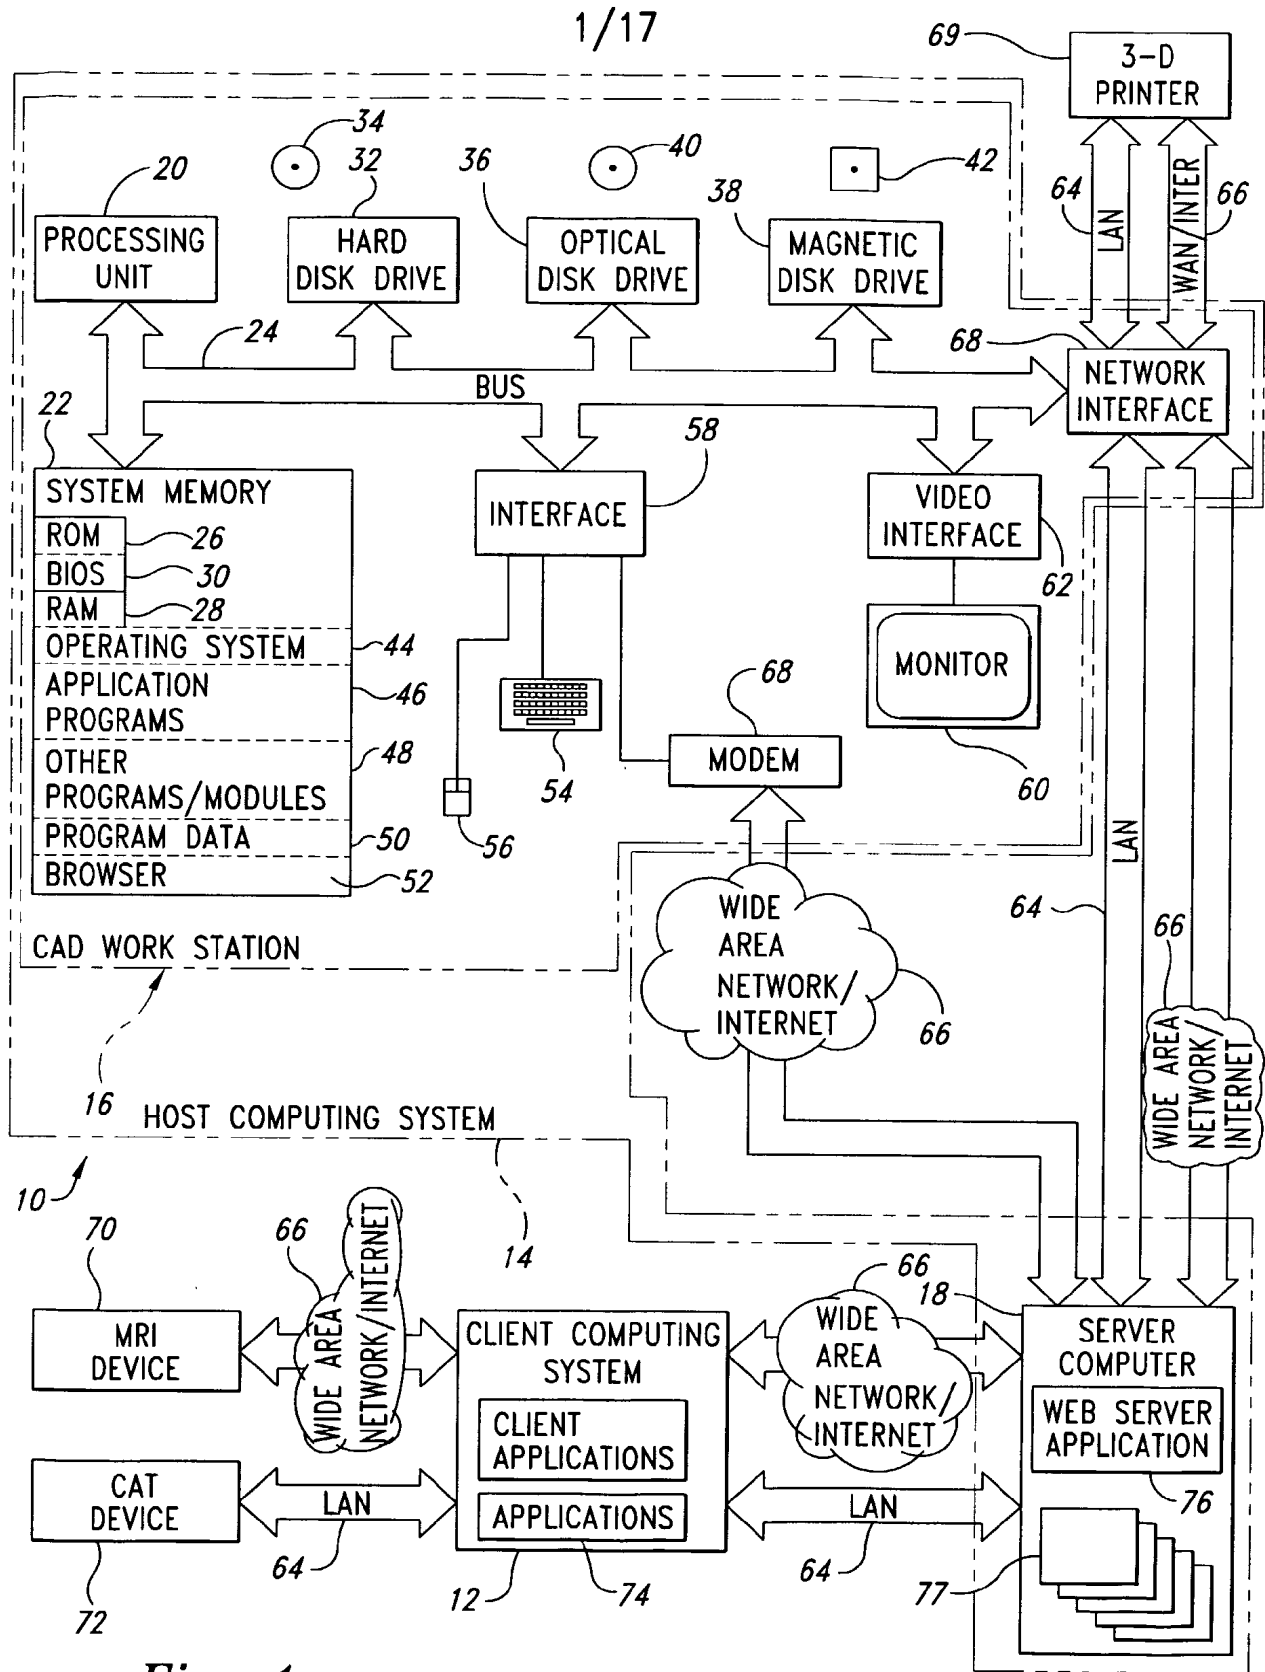 1/17
69
3-D
PRINTER
34
40
42
20
32
36
38
64
LAN
WAN/INTER
66
PROCESSING
UNIT
HARD
DISK DRIVE
OPTICAL
DISK DRIVE
MAGNETIC
DISK DRIVE
24
BUS
68
NETWORK
INTERFACE
22
58
SYSTEM MEMORY
ROM
26
BIOS
30
RAM
28
OPERATING SYSTEM
44
APPLICATION
PROGRAMS
46
OTHER
PROGRAMS/MODULES
48
PROGRAM DATA
50
BROWSER
52
INTERFACE
VIDEO
INTERFACE
62
MONITOR
60
54
56
68
MODEM
CAD WORK STATION
16
WIDE
AREA
NETWORK/
INTERNET
66
LAN
64
66
WIDE AREA
NETWORK/
INTERNET
HOST COMPUTING SYSTEM
10
14
70
MRI
DEVICE
66
WIDE AREA
NETWORK/INTERNET
CLIENT COMPUTING
SYSTEM
CLIENT
APPLICATIONS
APPLICATIONS
12
74
66
WIDE
AREA
NETWORK/
INTERNET
18
SERVER
COMPUTER
WEB SERVER
APPLICATION
76
77
CAT
DEVICE
72
LAN
64
LAN
64
Fig. 1